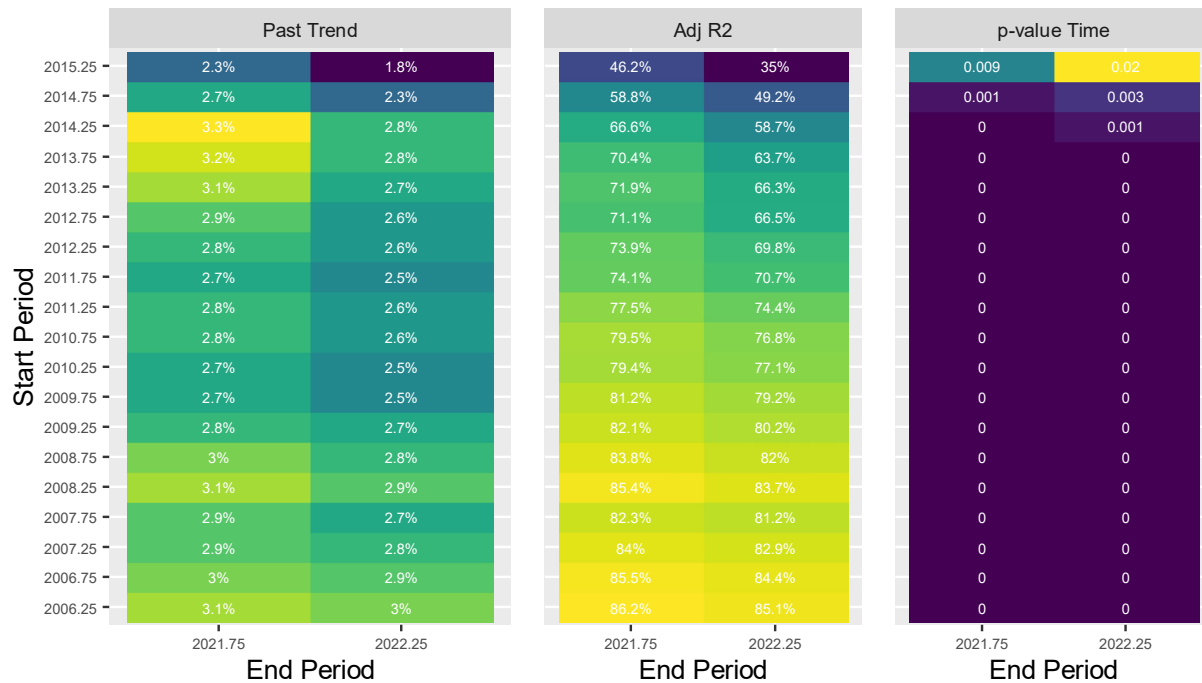 Past Trend Adj R2 p-value Time
Start Period
2015.25 2.3% 1.8% 46.2% 35% 0.009 0.02
2014.75 2.7% 2.3% 58.8% 49.2% 0.001 0.003
2014.25 3.3% 2.8% 66.6% 58.7% 0 0.001
2013.75 3.2% 2.8% 70.4% 63.7% 0 0
2013.25 3.1% 2.7% 71.9% 66.3% 0 0
2012.75 2.9% 2.6% 71.1% 66.5% 0 0
2012.25 2.8% 2.6% 73.9% 69.8% 0 0
2011.75 2.7% 2.5% 74.1% 70.7% 0 0
2011.25 2.8% 2.6% 77.5% 74.4% 0 0
2010.75 2.8% 2.6% 79.5% 76.8% 0 0
2010.25 2.7% 2.5% 79.4% 77.1% 0 0
2009.75 2.7% 2.5% 81.2% 79.2% 0 0
2009.25 2.8% 2.7% 82.1% 80.2% 0 0
2008.75 3% 2.8% 83.8% 82% 0 0
2008.25 3.1% 2.9% 85.4% 83.7% 0 0
2007.75 2.9% 2.7% 82.3% 81.2% 0 0
2007.25 2.9% 2.8% 84% 82.9% 0 0
2006.75 3% 2.9% 85.5% 84.4% 0 0
2006.25 3.1% 3% 86.2% 85.1% 0 0
2021.75 2022.25 2021.75 2022.25 2021.75 2022.25
End Period End Period End Period